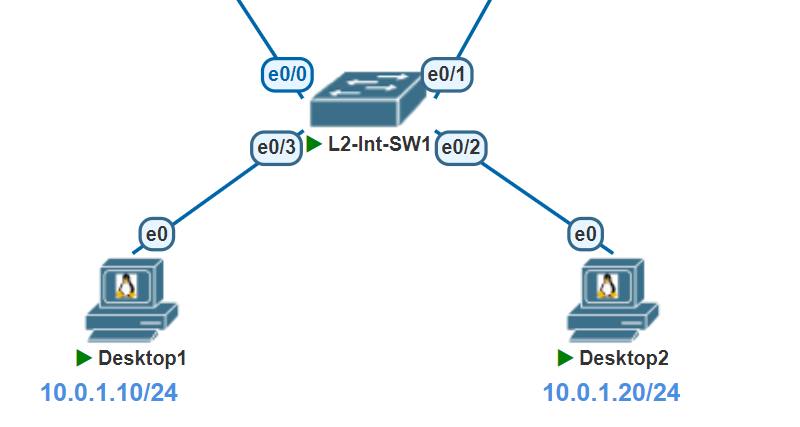 e0/0
e0/1
e0/3
L2-Int-SW1
e0/2
e0
e0
Desktop1
Desktop2
10.0.1.10/24
10.0.1.20/24